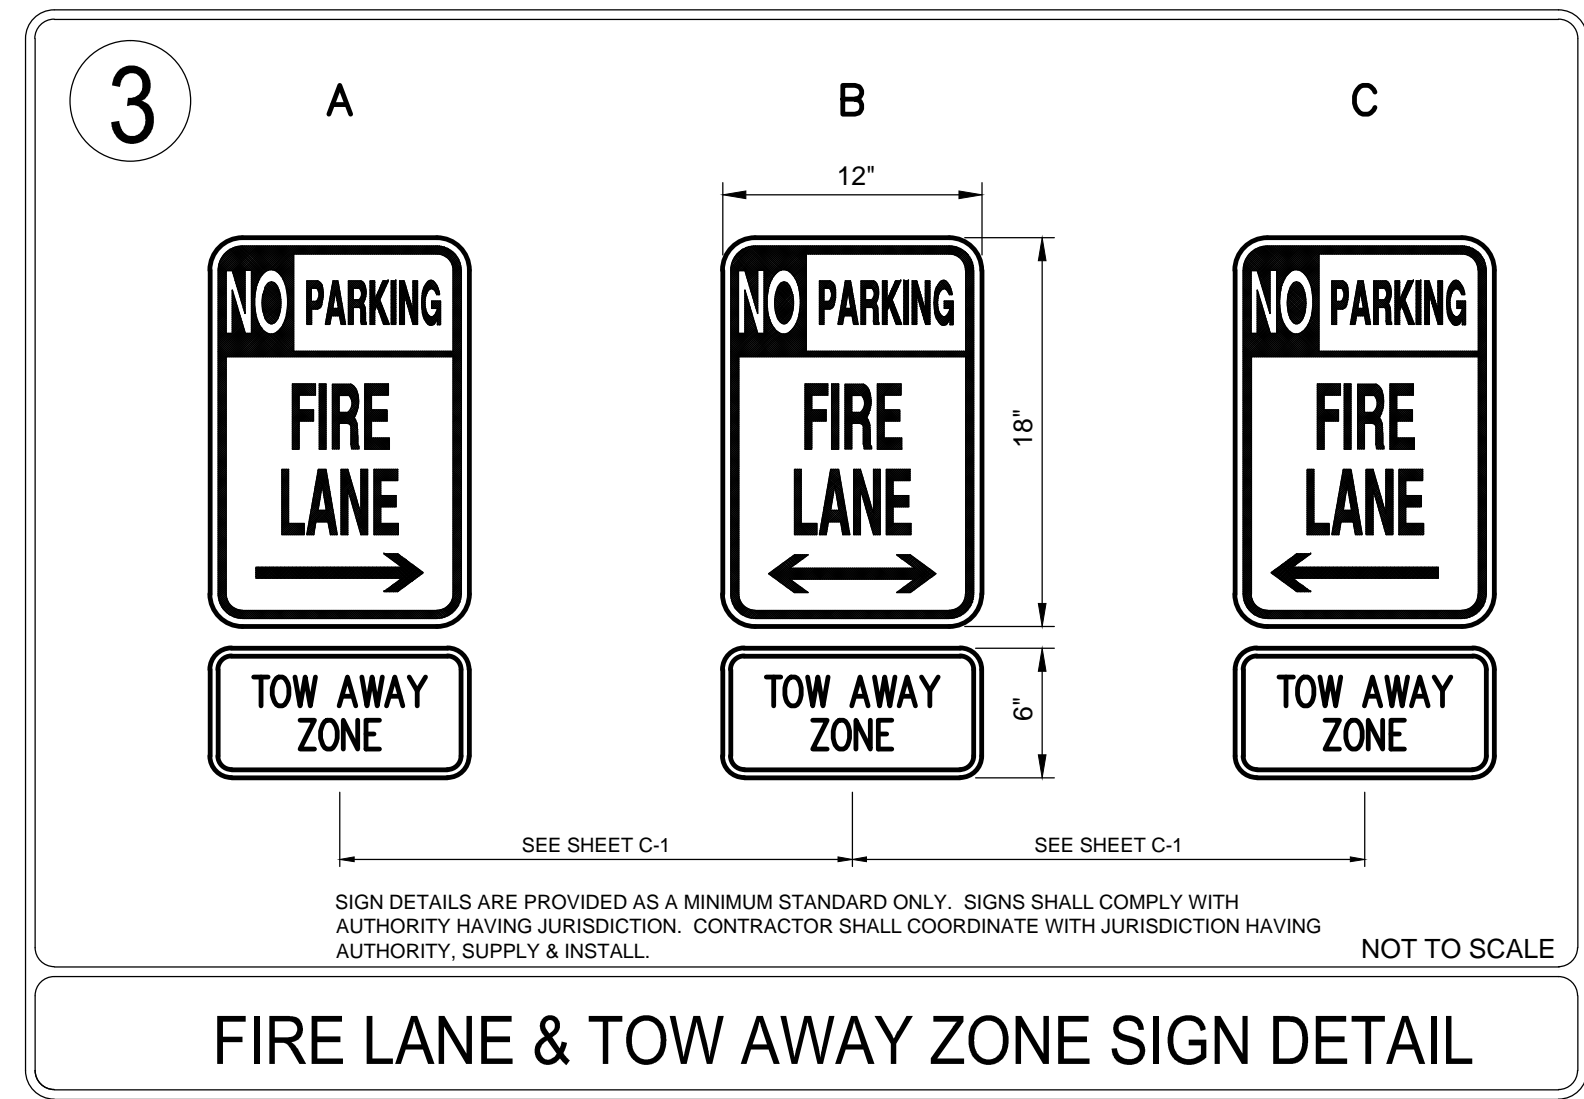 3
A
B
C
12"
NO PARKING
FIRE
LANE
TOW AWAY
ZONE
NO PARKING
FIRE
LANE
TOW AWAY
ZONE
18"
6"
NO PARKING
FIRE
LANE
TOW AWAY
ZONE
SEE SHEET C-1
SEE SHEET C-1
SIGN DETAILS ARE PROVIDED AS A MINIMUM STANDARD ONLY.  SIGNS SHALL COMPLY WITH
AUTHORITY HAVING JURISDICTION.  CONTRACTOR SHALL COORDINATE WITH JURISDICTION HAVING
AUTHORITY, SUPPLY & INSTALL.
NOT TO SCALE
FIRE LANE & TOW AWAY ZONE SIGN DETAIL